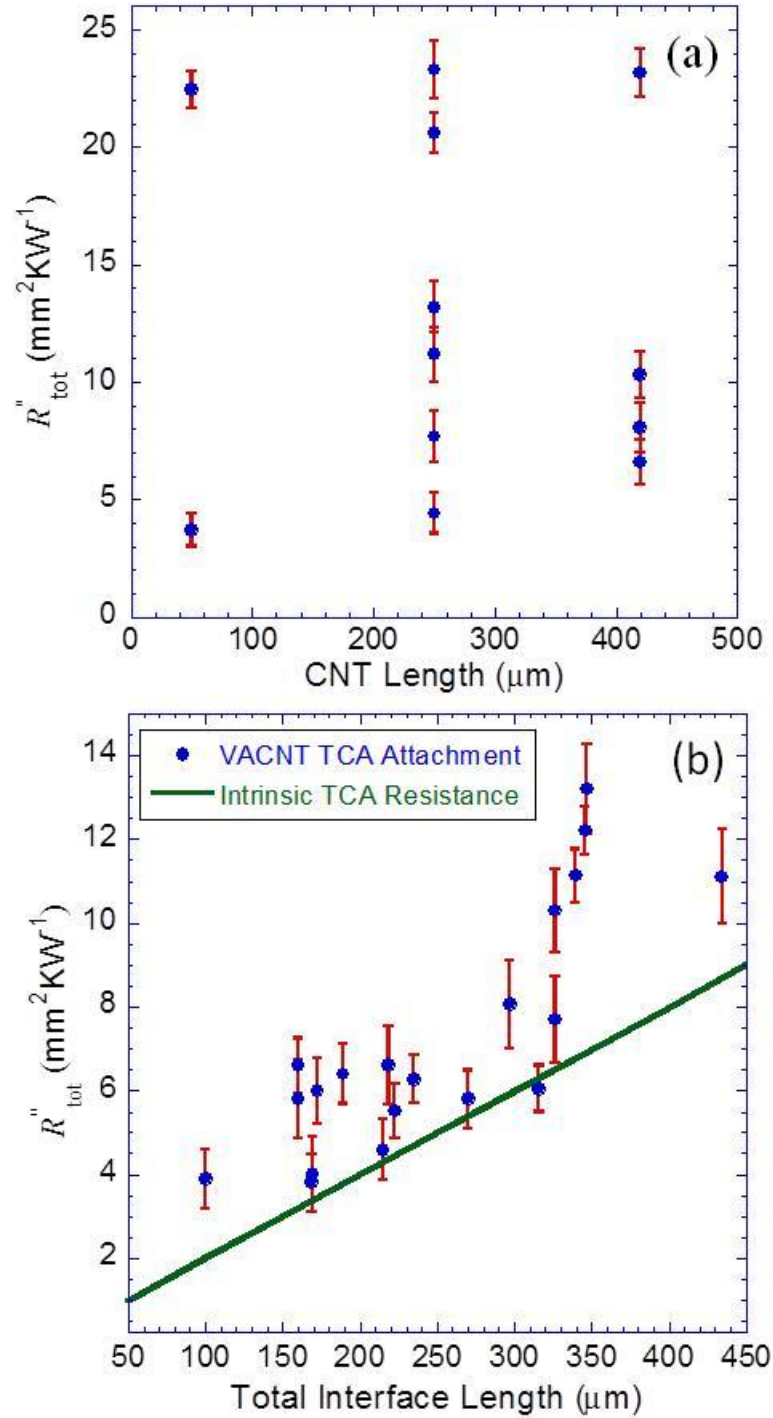 (a)
25
20
15
10
5
0
R"tot (mm2KW-1)
0 100 200 300 400 500
CNT Length (μm)
(b)
VACNT TCA Attachment
Intrinsic TCA Resistance
14
12
10
8
6
4
2
R"tot (mm2KW-1)
50 100 150 200 250 300 350 400 450
Total Interface Length (μm)